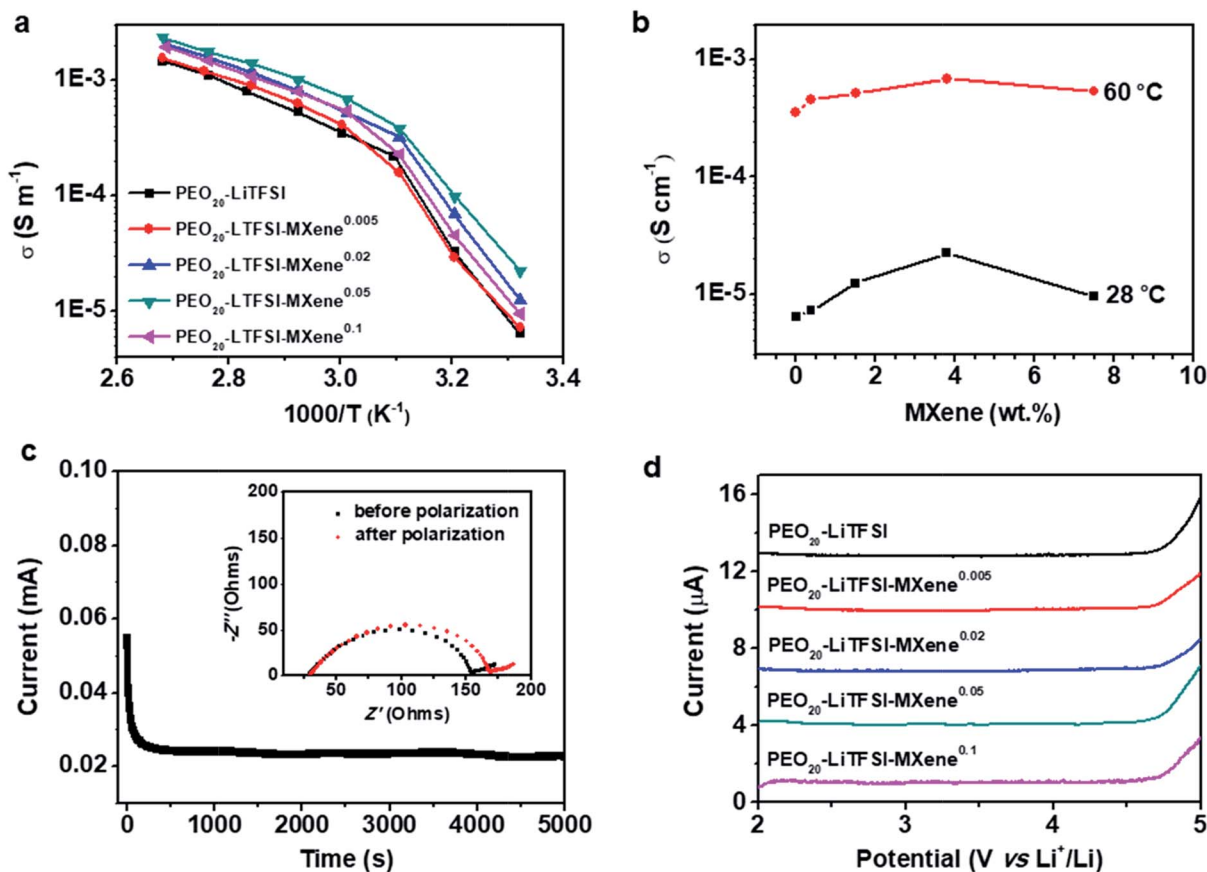 a
σ (S m⁻¹)
1E-3
1E-4
1E-5
PEO₂₀-LiTFSI
PEO₂₀-LTFSI-MXene⁰·⁰⁰⁵
PEO₂₀-LTFSI-MXene⁰·⁰²
PEO₂₀-LTFSI-MXene⁰·⁰⁵
PEO₂₀-LTFSI-MXene⁰·¹
2.6 2.8 3.0 3.2 3.4
1000/T (K⁻¹)
b
σ (S cm⁻¹)
1E-3
1E-4
1E-5
60 °C
28 °C
0 2 4 6 8 10
MXene (wt.%)
c
Current (mA)
0.10
0.08
0.06
0.04
0.02
0 1000 2000 3000 4000 5000
Time (s)
-Z'' (Ohms)
200
150
100
50
0
before polarization
after polarization
50 100 150 200
Z' (Ohms)
d
Current (μA)
16
12
8
4
0
PEO₂₀-LiTFSI
PEO₂₀-LiTFSI-MXene⁰·⁰⁰⁵
PEO₂₀-LiTFSI-MXene⁰·⁰²
PEO₂₀-LiTFSI-MXene⁰·⁰⁵
PEO₂₀-LiTFSI-MXene⁰·¹
2 3 4 5
Potential (V vs Li⁺/Li)